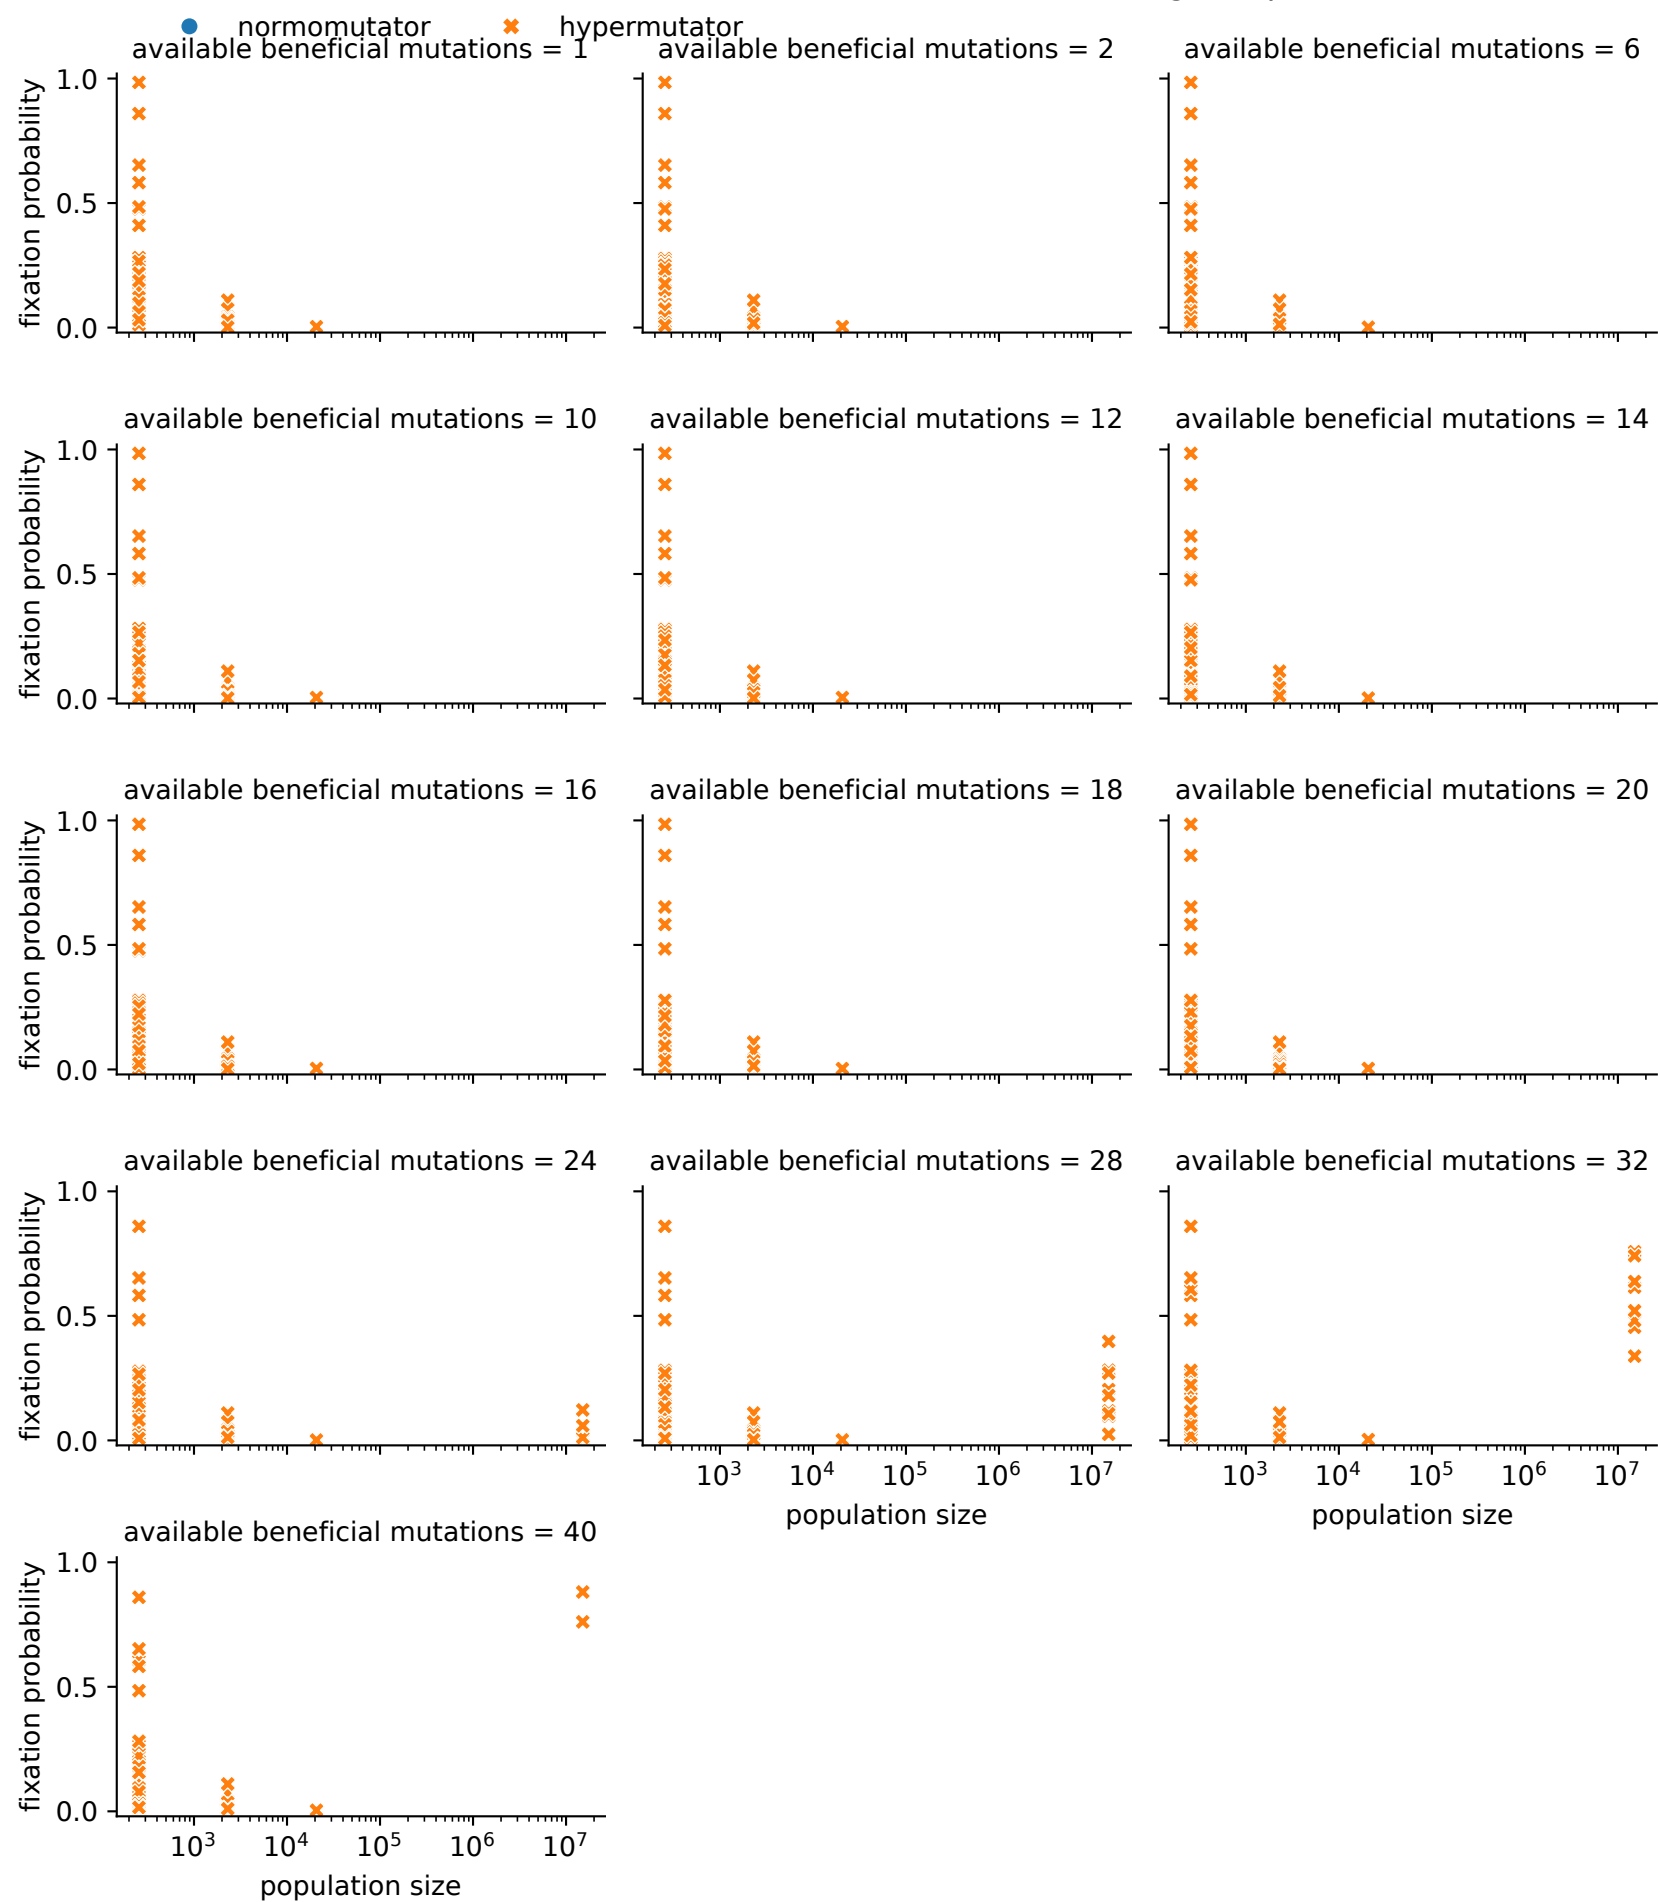 normomutator hypermutator
available beneficial mutations = 1 available beneficial mutations = 2 available beneficial mutations = 6
1.0
0.5
0.0
fixation probability
available beneficial mutations = 10 available beneficial mutations = 12 available beneficial mutations = 14
1.0
0.5
0.0
fixation probability
available beneficial mutations = 16 available beneficial mutations = 18 available beneficial mutations = 20
1.0
0.5
0.0
fixation probability
available beneficial mutations = 24 available beneficial mutations = 28 available beneficial mutations = 32
1.0
0.5
0.0
fixation probability
10³ 10⁴ 10⁵ 10⁶ 10⁷ 10³ 10⁴ 10⁵ 10⁶ 10⁷
population size population size
available beneficial mutations = 40
1.0
0.5
0.0
fixation probability
10³ 10⁴ 10⁵ 10⁶ 10⁷
population size